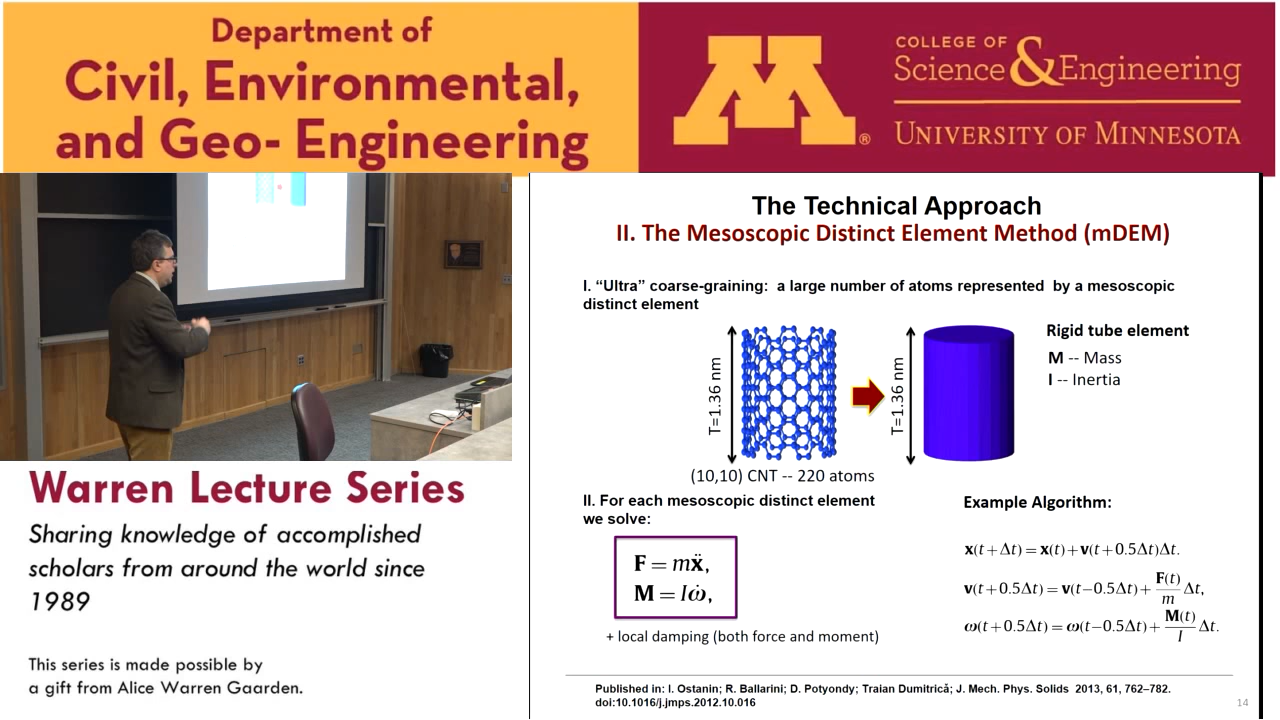 Department of
Civil, Environmental,
and Geo- Engineering
M®
COLLEGE OF
Science & Engineering
UNIVERSITY OF MINNESOTA
Warren Lecture Series
Sharing knowledge of accomplished
scholars from around the world since
1989
This series is made possible by
a gift from Alice Warren Gaarden.
The Technical Approach
II. The Mesoscopic Distinct Element Method (mDEM)
I. “Ultra” coarse-graining: a large number of atoms represented by a mesoscopic
distinct element
T=1.36 nm
T=1.36 nm
Rigid tube element
M -- Mass
I -- Inertia
(10,10) CNT -- 220 atoms
II. For each mesoscopic distinct element
we solve:
F = mẍ,
M = Iω̇,
+ local damping (both force and moment)
Example Algorithm:
x(t+Δt)=x(t)+v(t+0.5Δt)Δt.
v(t+0.5Δt)=v(t−0.5Δt)+F(t)/m Δt,
ω(t+0.5Δt)=ω(t−0.5Δt)+M(t)/I Δt.
Published in: I. Ostanin; R. Ballarini; D. Potyondy; Traian Dumitrică; J. Mech. Phys. Solids 2013, 61, 762–782.
doi:10.1016/j.jmps.2012.10.016
14